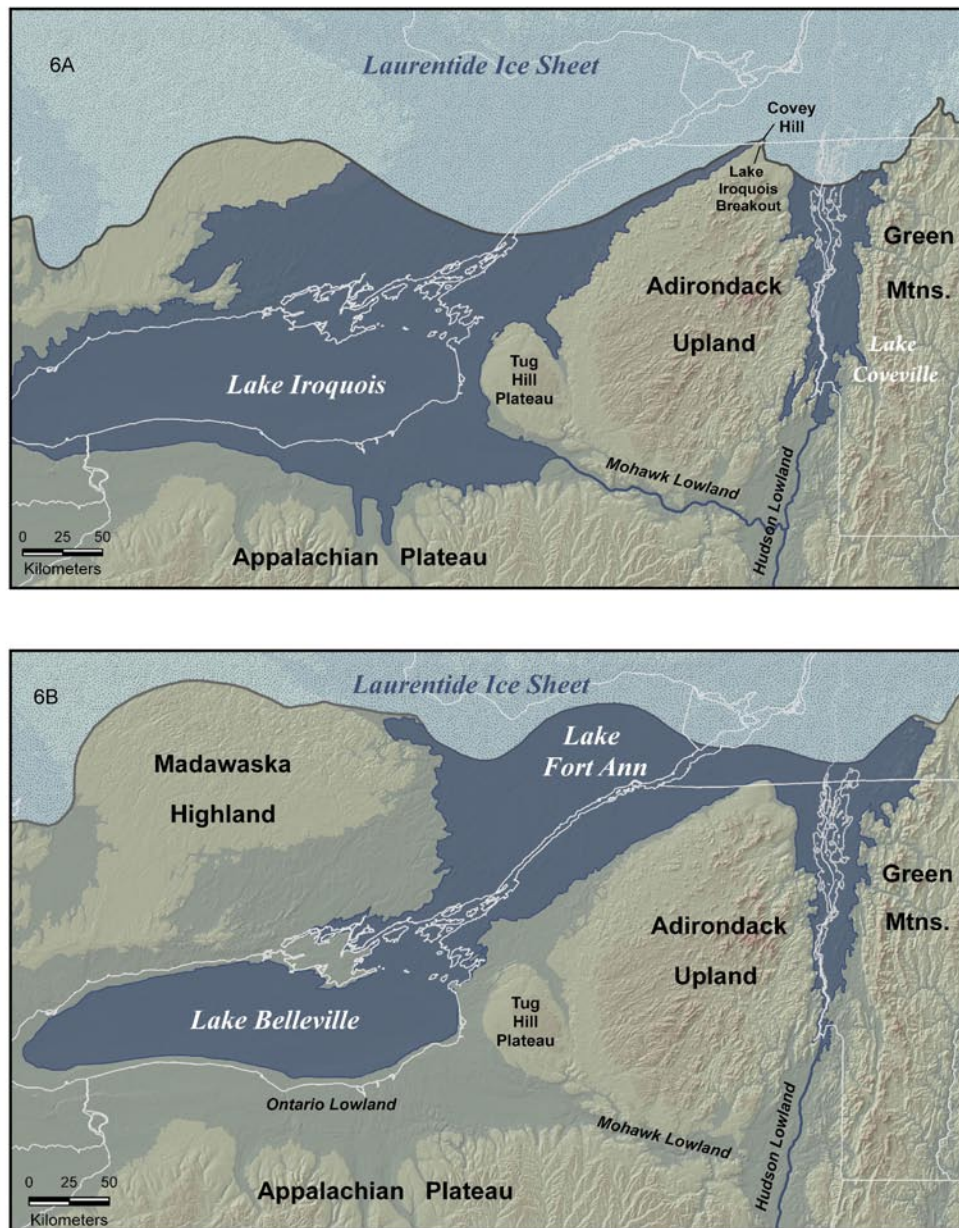 6A
Laurentide Ice Sheet
Covey
Hill
Lake
Iroquois
Breakout
Green
Mtns.
Adirondack
Upland
Lake
Coveville
Tug
Hill
Plateau
Lake Iroquois
Mohawk Lowland
Hudson Lowland
0 25 50
Kilometers
Appalachian Plateau
6B
Laurentide Ice Sheet
Lake
Fort Ann
Madawaska
Highland
Green
Mtns.
Adirondack
Upland
Tug
Hill
Plateau
Lake Belleville
Ontario Lowland
Mohawk Lowland
Hudson Lowland
0 25 50
Kilometers
Appalachian Plateau